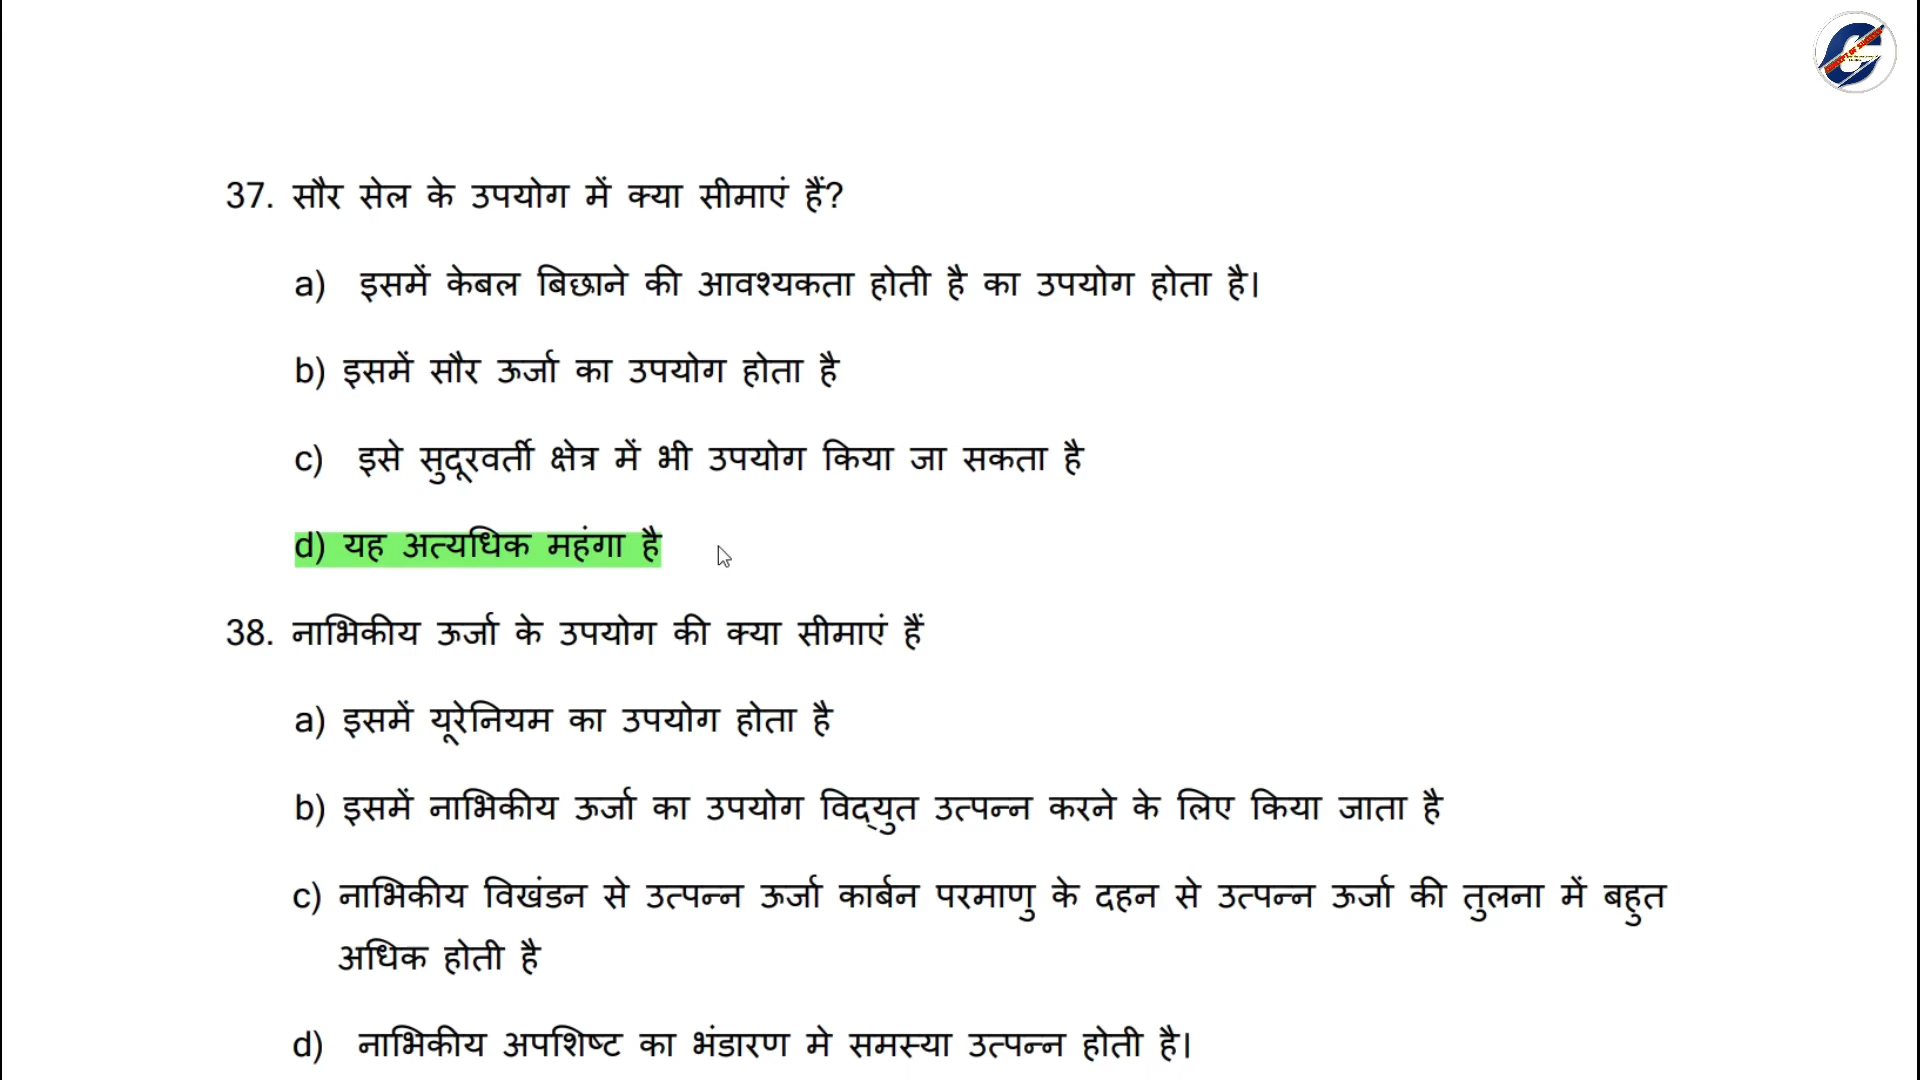 37. सौर सेल के उपयोग में क्या सीमाएं हैं?
a) इसमें केबल बिछाने की आवश्यकता होती है का उपयोग होता है।
b) इसमें सौर ऊर्जा का उपयोग होता है
c) इसे सुदूरवर्ती क्षेत्र में भी उपयोग किया जा सकता है
d) यह अत्यधिक महंगा है
38. नाभिकीय ऊर्जा के उपयोग की क्या सीमाएं हैं
a) इसमें यूरेनियम का उपयोग होता है
b) इसमें नाभिकीय ऊर्जा का उपयोग विद्युत उत्पन्न करने के लिए किया जाता है
c) नाभिकीय विखंडन से उत्पन्न ऊर्जा कार्बन परमाणु के दहन से उत्पन्न ऊर्जा की तुलना में बहुत
अधिक होती है
d) नाभिकीय अपशिष्ट का भंडारण मे समस्या उत्पन्न होती है।